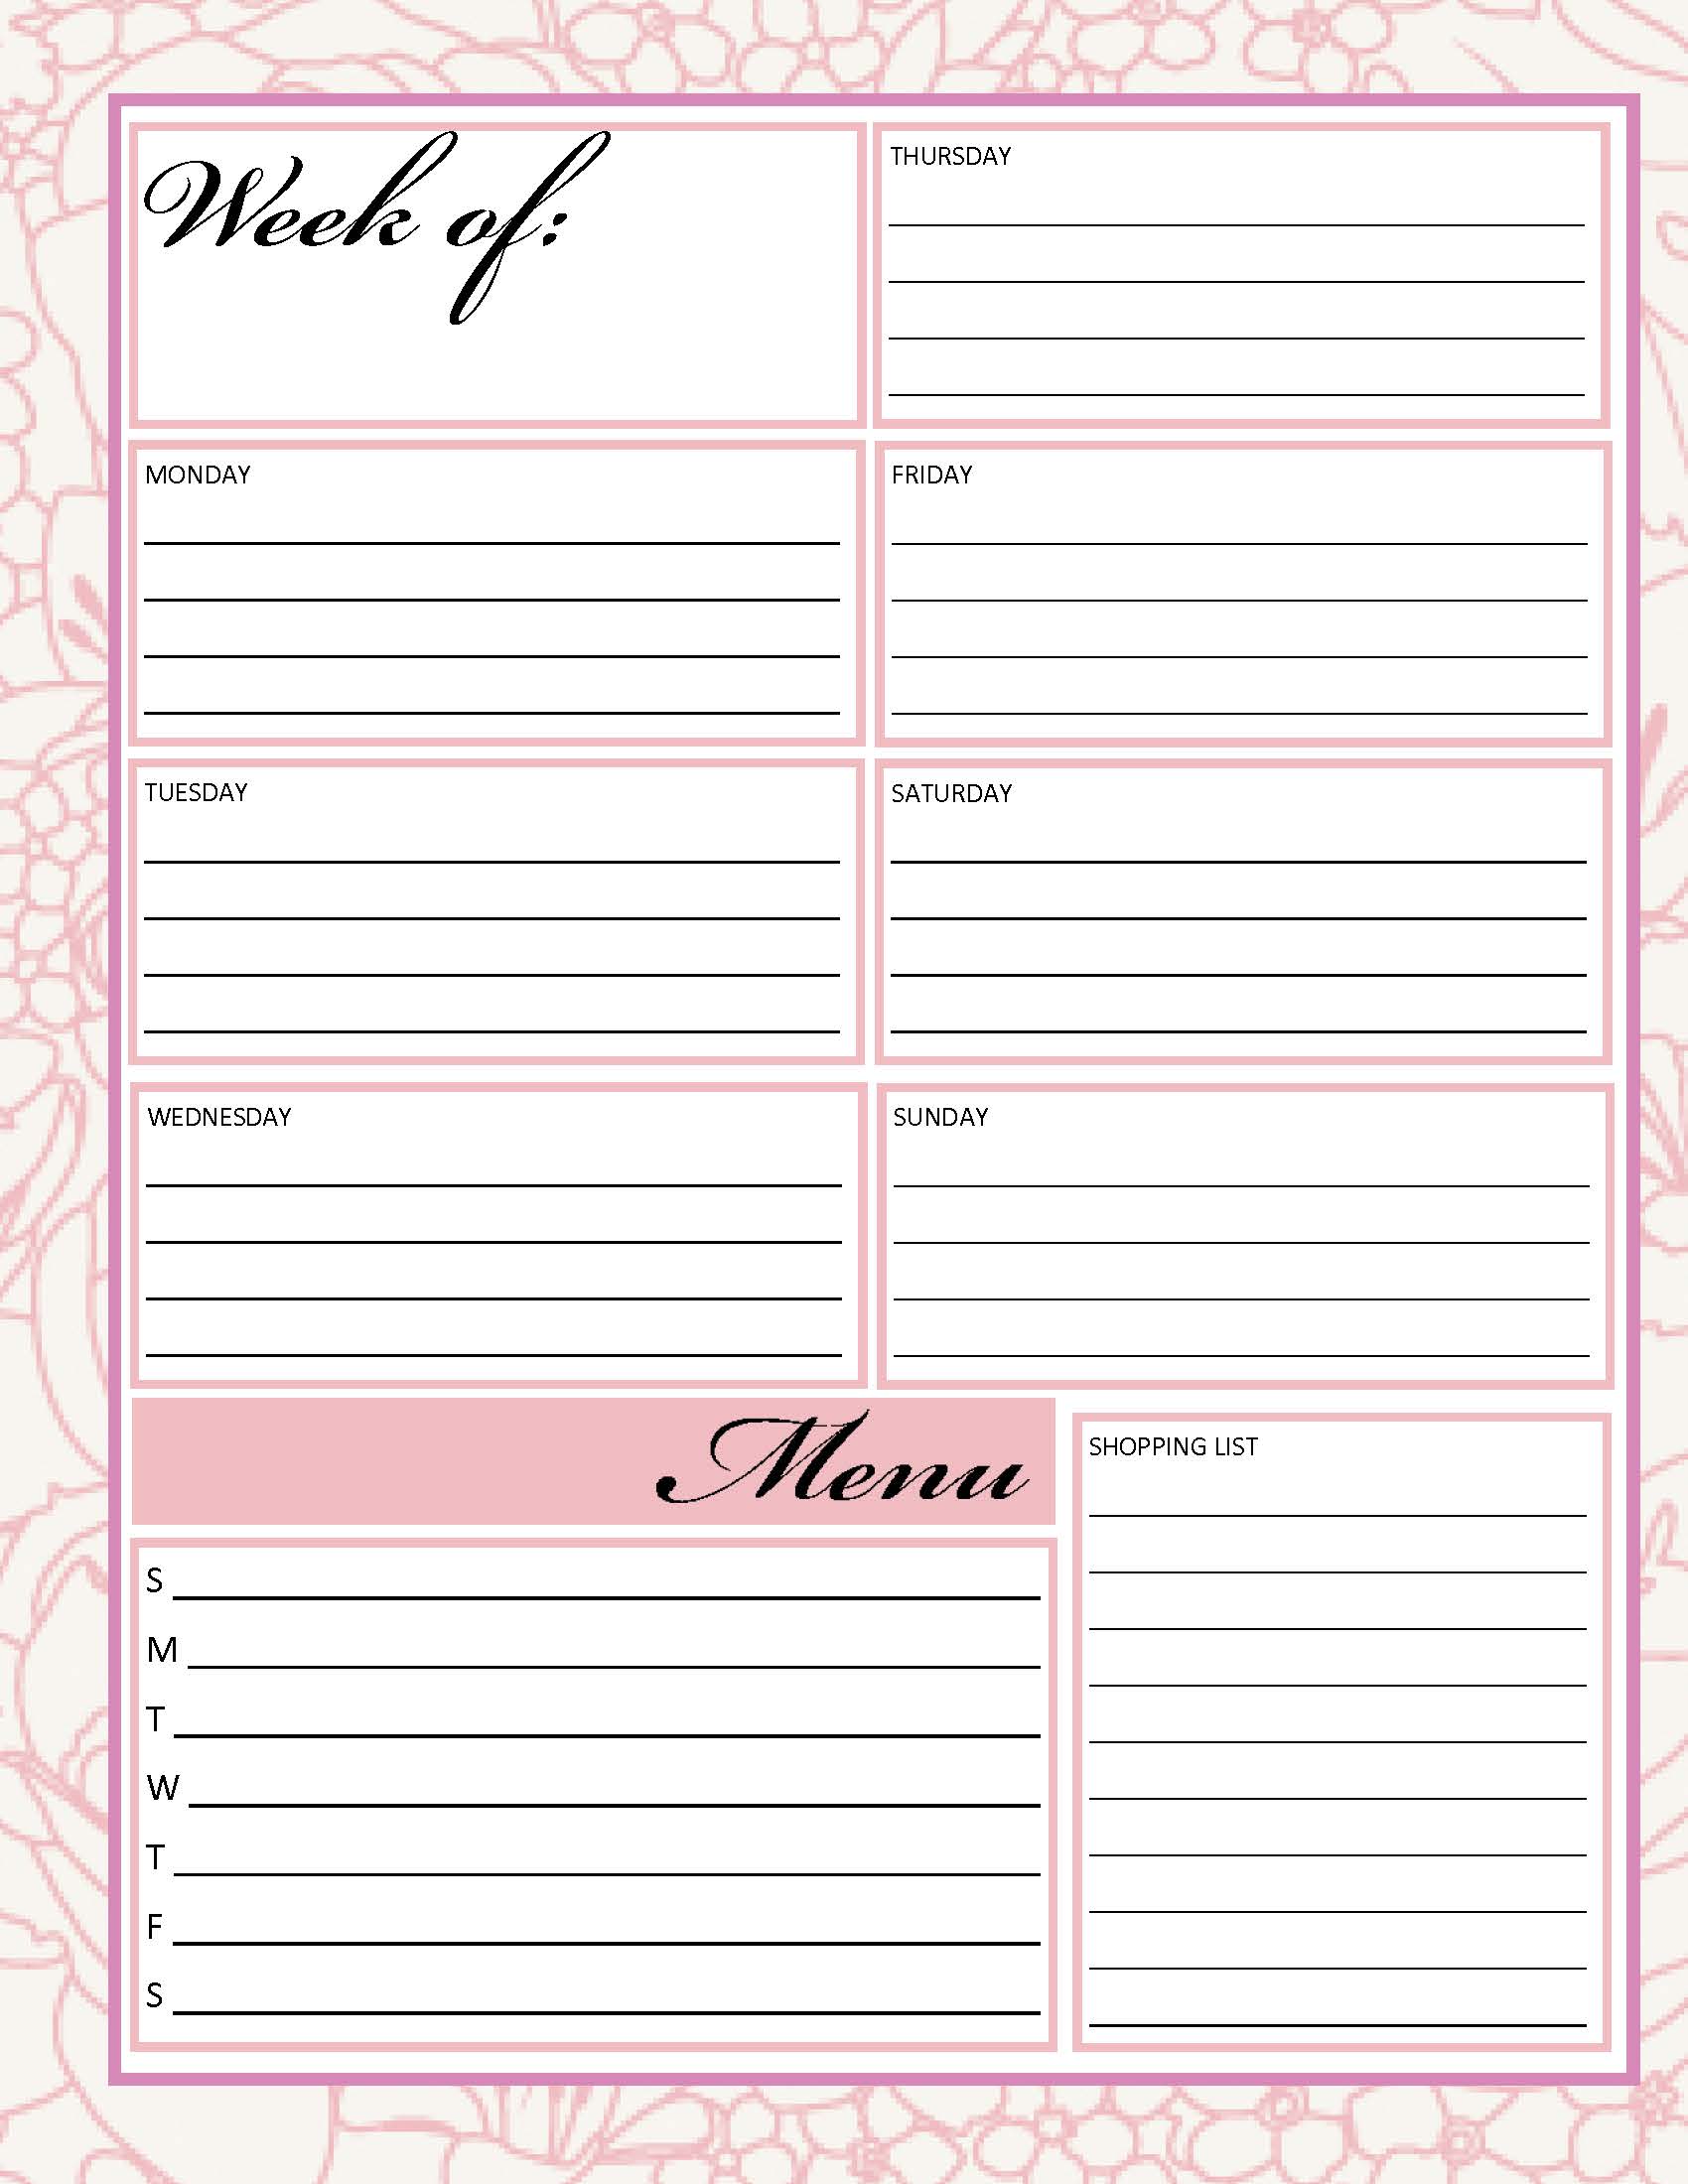 Week of:
THURSDAY
MONDAY
FRIDAY
TUESDAY
SATURDAY
WEDNESDAY
SUNDAY
Menu
SHOPPING LIST
S
M
T
W
T
F
S